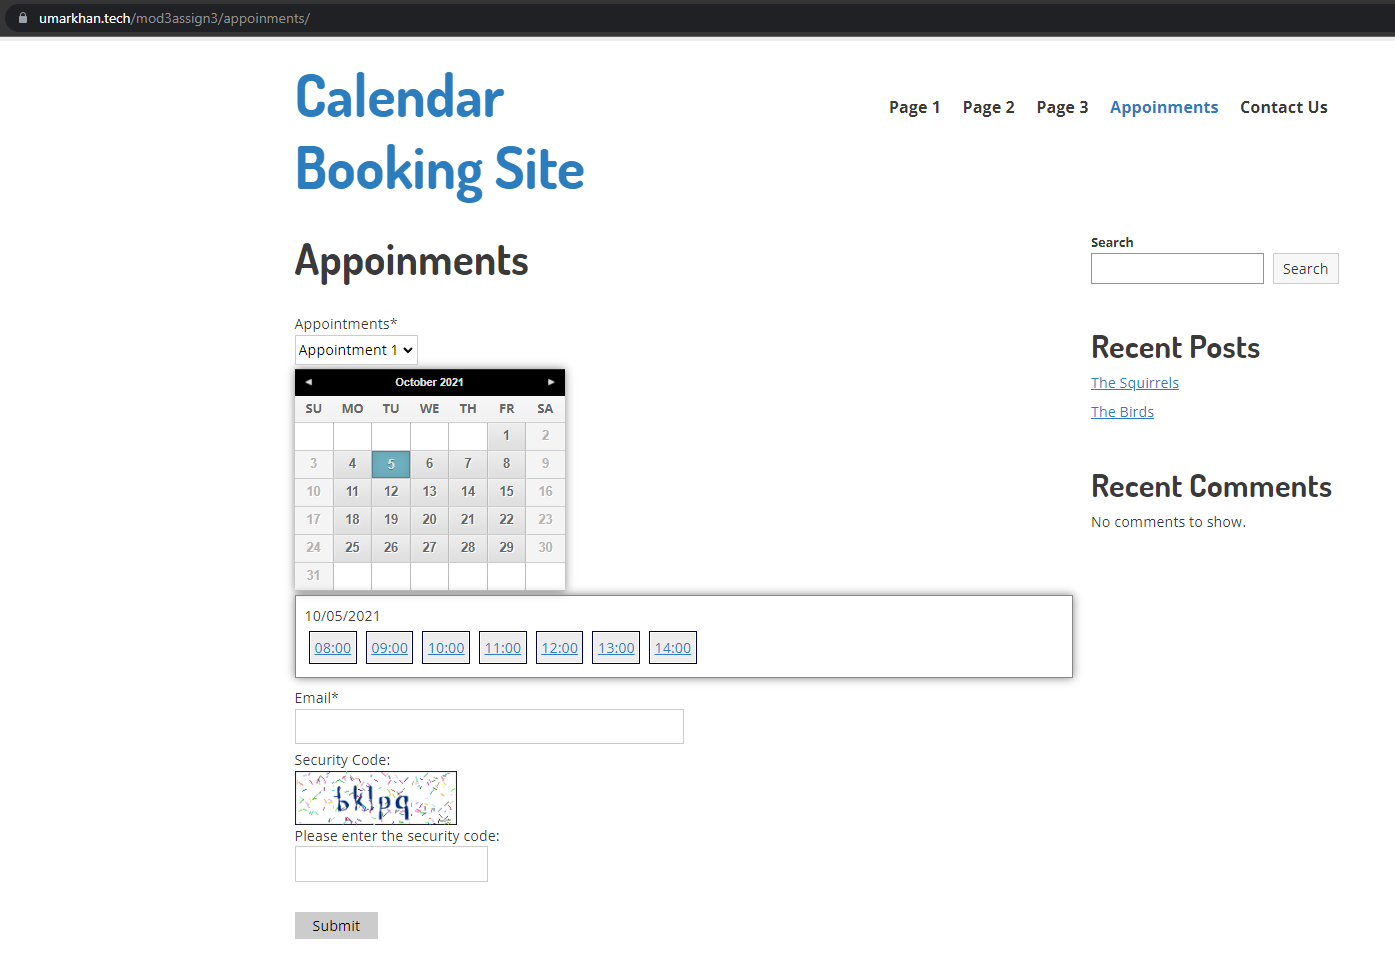 umarkhan.tech/mod3assign3/appoinments/
Calendar
Booking Site
Page 1 Page 2 Page 3 Appoinments Contact Us
Appoinments
Appointments*
Appointment 1
October 2021
SU MO TU WE TH FR SA
1 2
3 4 5 6 7 8 9
10 11 12 13 14 15 16
17 18 19 20 21 22 23
24 25 26 27 28 29 30
31
10/05/2021
08:00 09:00 10:00 11:00 12:00 13:00 14:00
Email*
Security Code:
bklpq
Please enter the security code:
Submit
Search
Search
Recent Posts
The Squirrels
The Birds
Recent Comments
No comments to show.